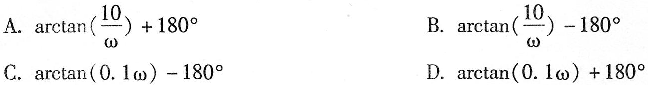 A. arctan(10/ω) + 180° B. arctan(10/ω) − 180°
C. arctan(0. 1ω) − 180° D. arctan(0. 1ω) + 180°